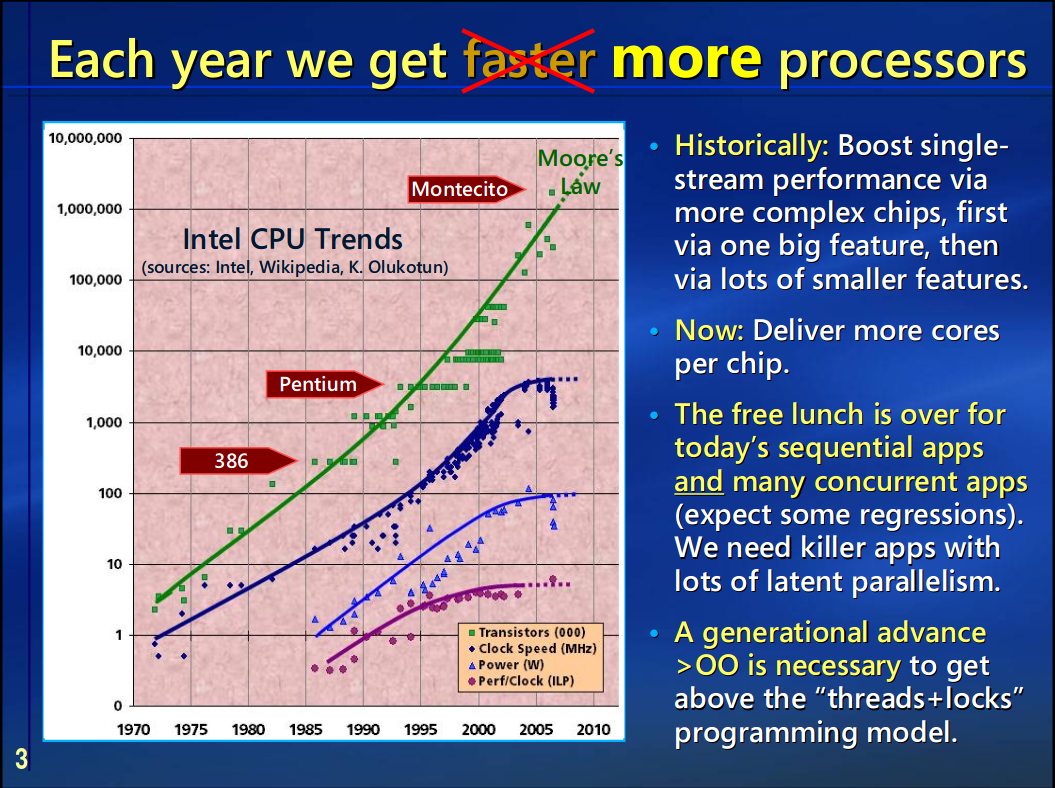 Each year we get faster more processors
10,000,000
1,000,000
100,000
10,000
1,000
100
10
1
0
1970 1975 1980 1985 1990 1995 2000 2005 2010
Moore's
Law
Montecito
Intel CPU Trends
(sources: Intel, Wikipedia, K. Olukotun)
Pentium
386
Transistors (000)
Clock Speed (MHz)
Power (W)
Perf/Clock (ILP)
• Historically: Boost single-
stream performance via
more complex chips, first
via one big feature, then
via lots of smaller features.
• Now: Deliver more cores
per chip.
• The free lunch is over for
today's sequential apps
and many concurrent apps
(expect some regressions).
We need killer apps with
lots of latent parallelism.
• A generational advance
>OO is necessary to get
above the “threads+locks”
programming model.
3